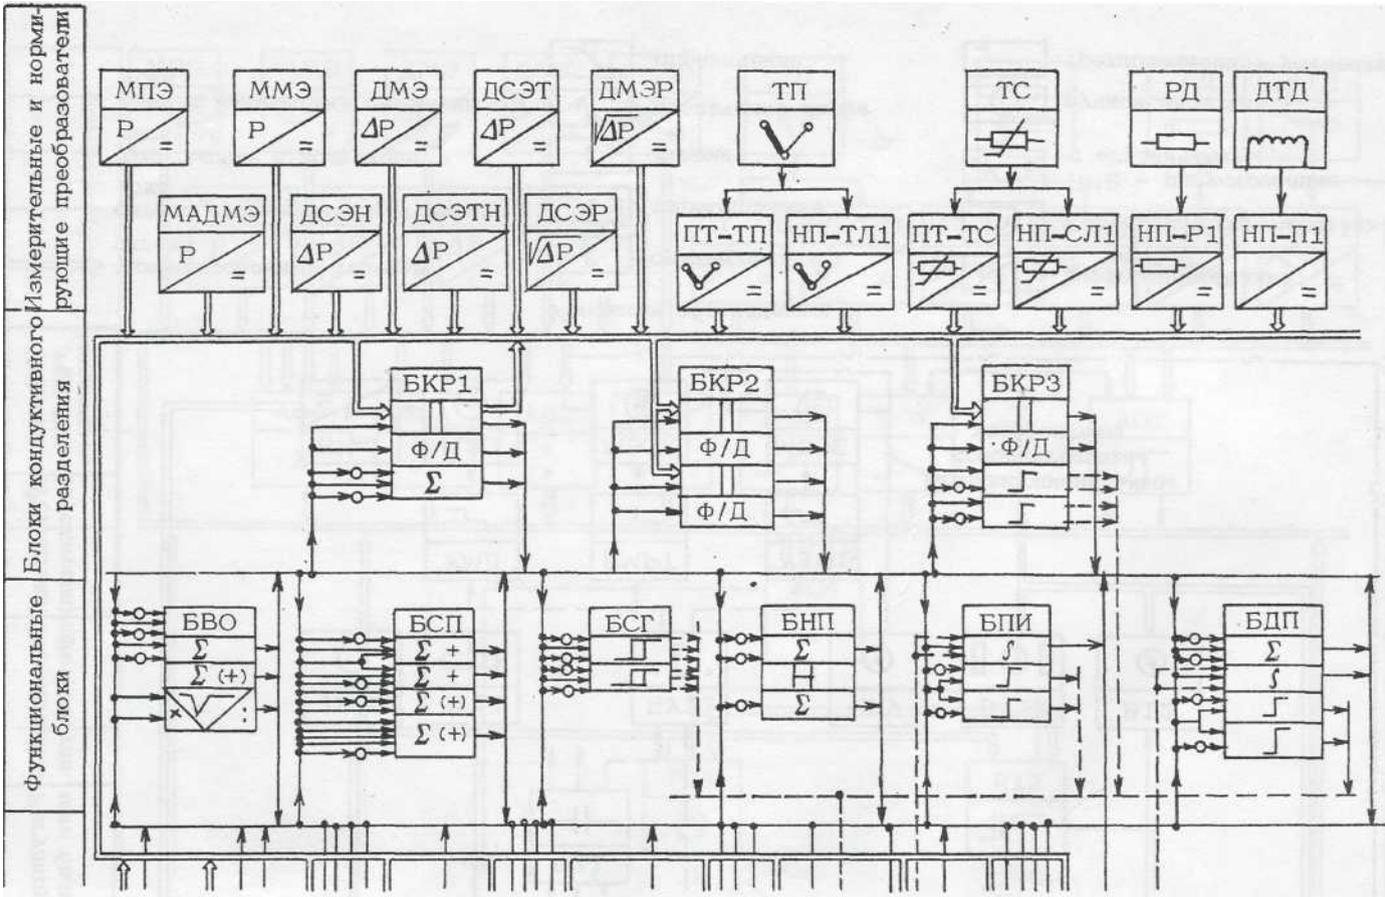 Измерительные и норми-
рующие преобразователи
МПЭ
P
=
ММЭ
P
=
ДМЭ
ΔP
=
ДСЭТ
ΔP
=
ДМЭР
√ΔP
=
ТП
ТС
РД
ДТД
МАДМЭ
P
=
ДСЭН
ΔP
=
ДСЭТН
ΔP
=
ДСЭР
√ΔP
=
ПТ-ТП
=
НП-ТЛ1
=
ПТ-ТС
=
НП-СЛ1
=
НП-Р1
=
НП-П1
=
Блоки кондуктивного
разделения
БКР1
Ф/Д
Σ
БКР2
Ф/Д
Ф/Д
БКР3
Ф/Д
Функциональные
блоки
БВО
Σ
Σ (+)
× √ :
БСП
Σ +
Σ +
Σ (+)
Σ (+)
БСГ
БНП
Σ
Σ
БПИ
∫
БДП
Σ
∫